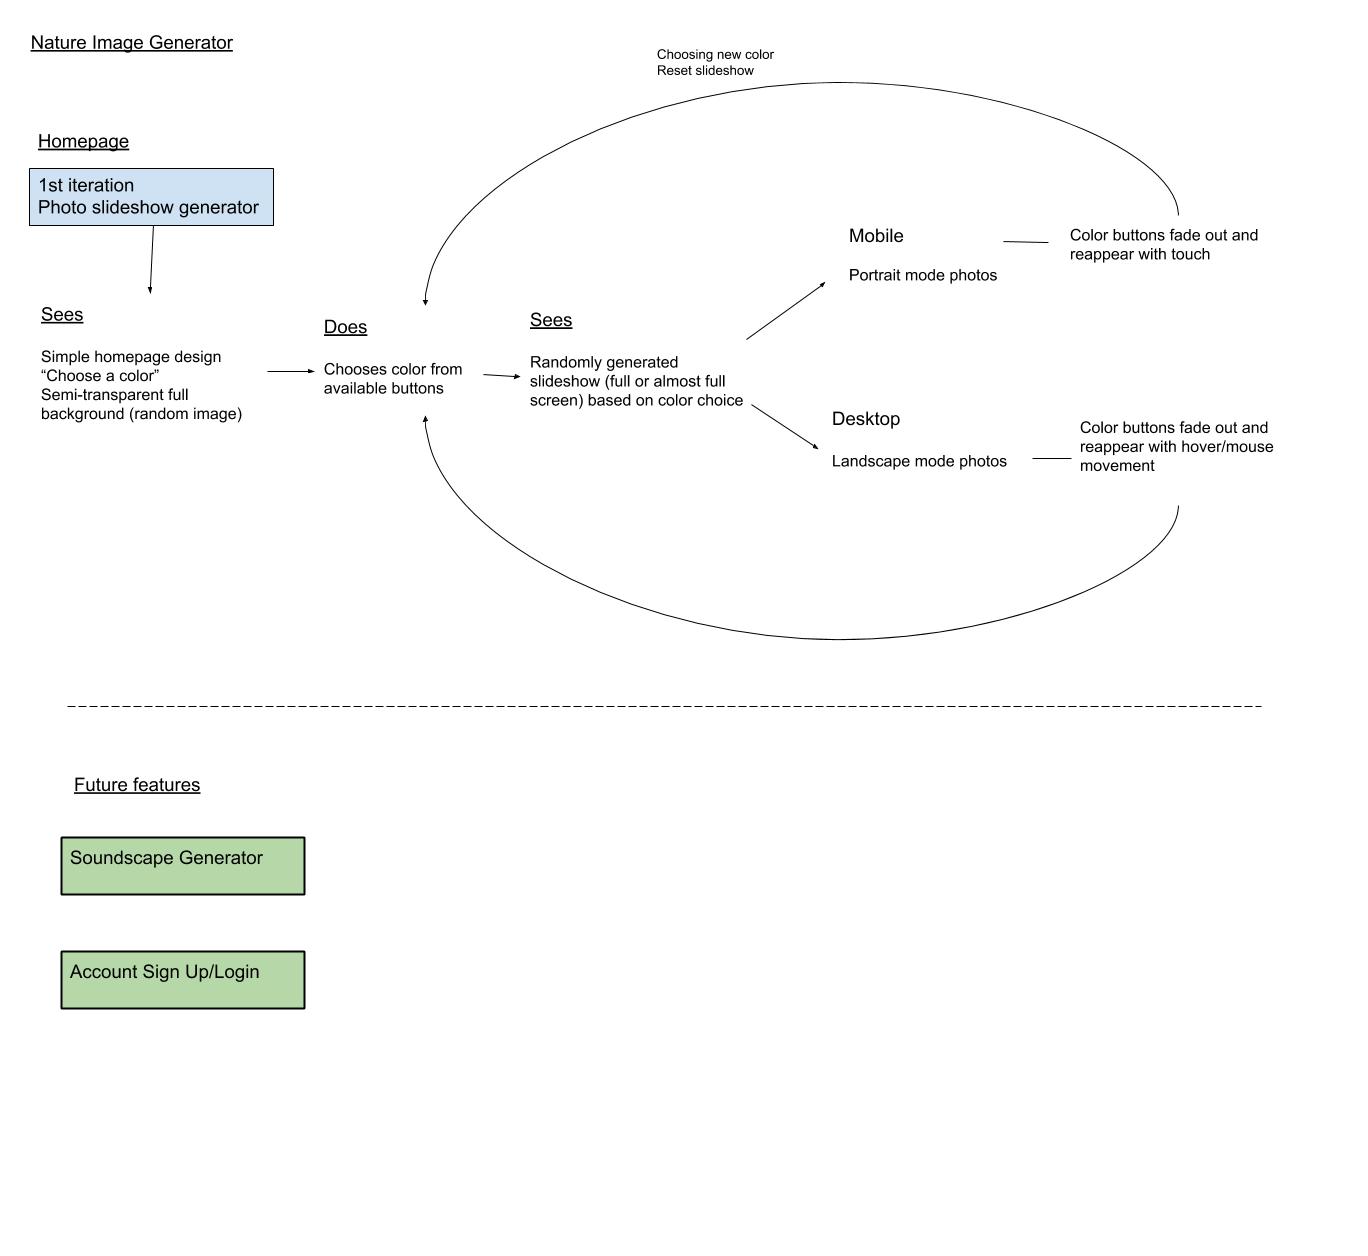 Nature Image Generator
Choosing new color
Reset slideshow
Homepage
1st iteration
Photo slideshow generator
Sees
Simple homepage design
“Choose a color”
Semi-transparent full
background (random image)
Does
Chooses color from
available buttons
Sees
Randomly generated
slideshow (full or almost full
screen) based on color choice
Mobile
Portrait mode photos
Color buttons fade out and
reappear with touch
Desktop
Landscape mode photos
Color buttons fade out and
reappear with hover/mouse
movement
Future features
Soundscape Generator
Account Sign Up/Login